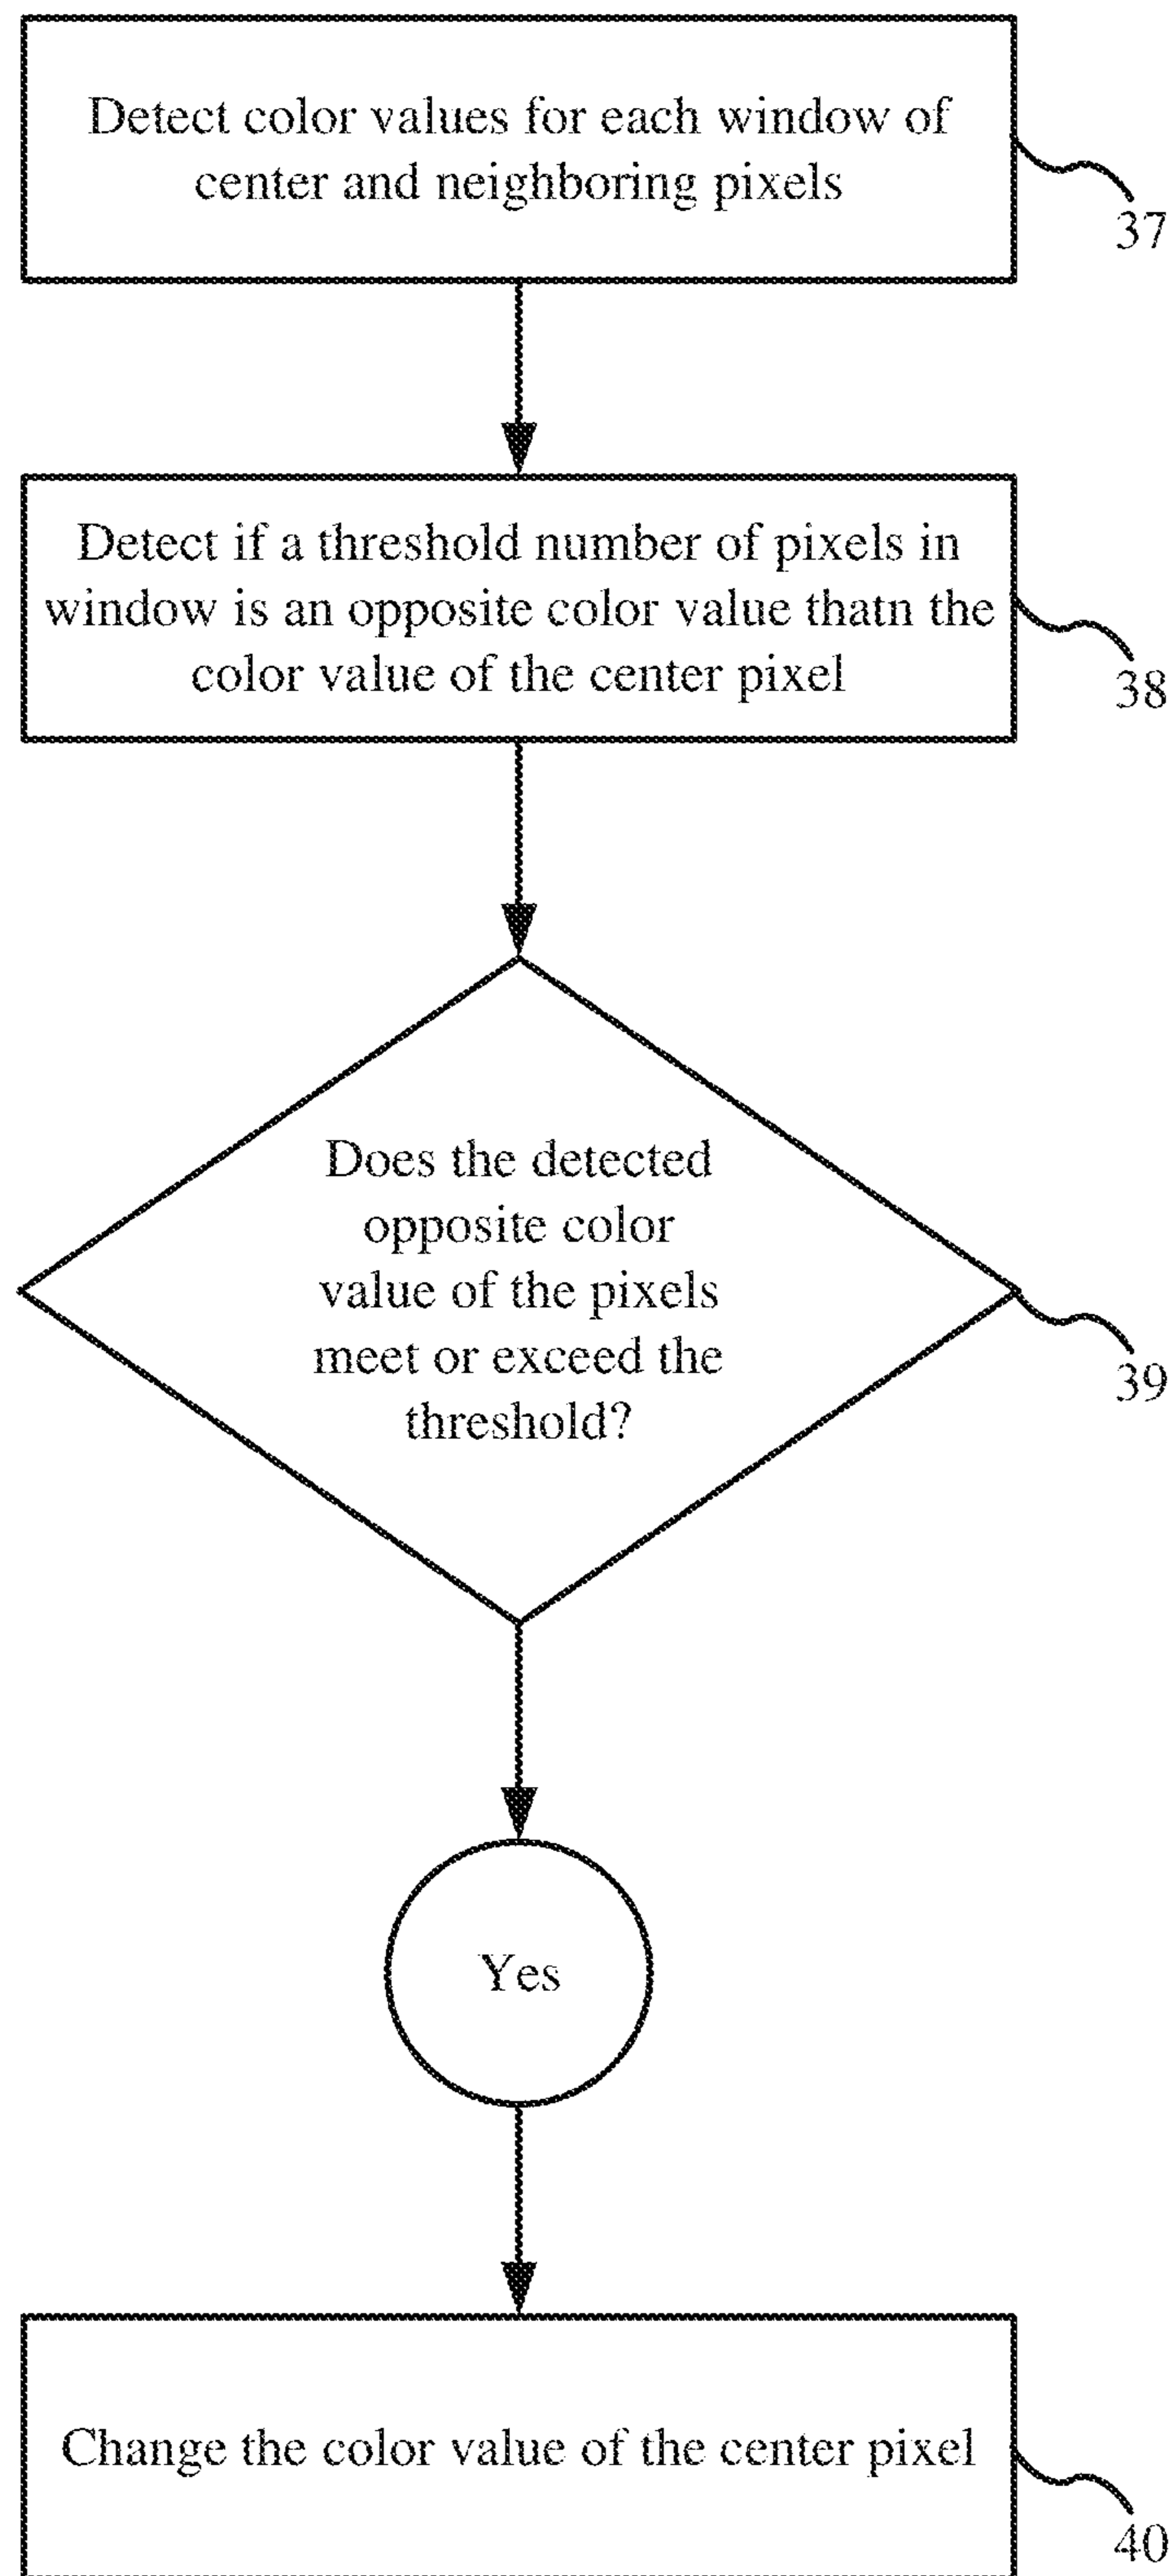 Detect color values for each window of
center and neighboring pixels
37
Detect if a threshold number of pixels in
window is an opposite color value thatn the
color value of the center pixel
38
Does the detected
opposite color
value of the pixels
meet or exceed the
threshold?
39
Yes
Change the color value of the center pixel
40